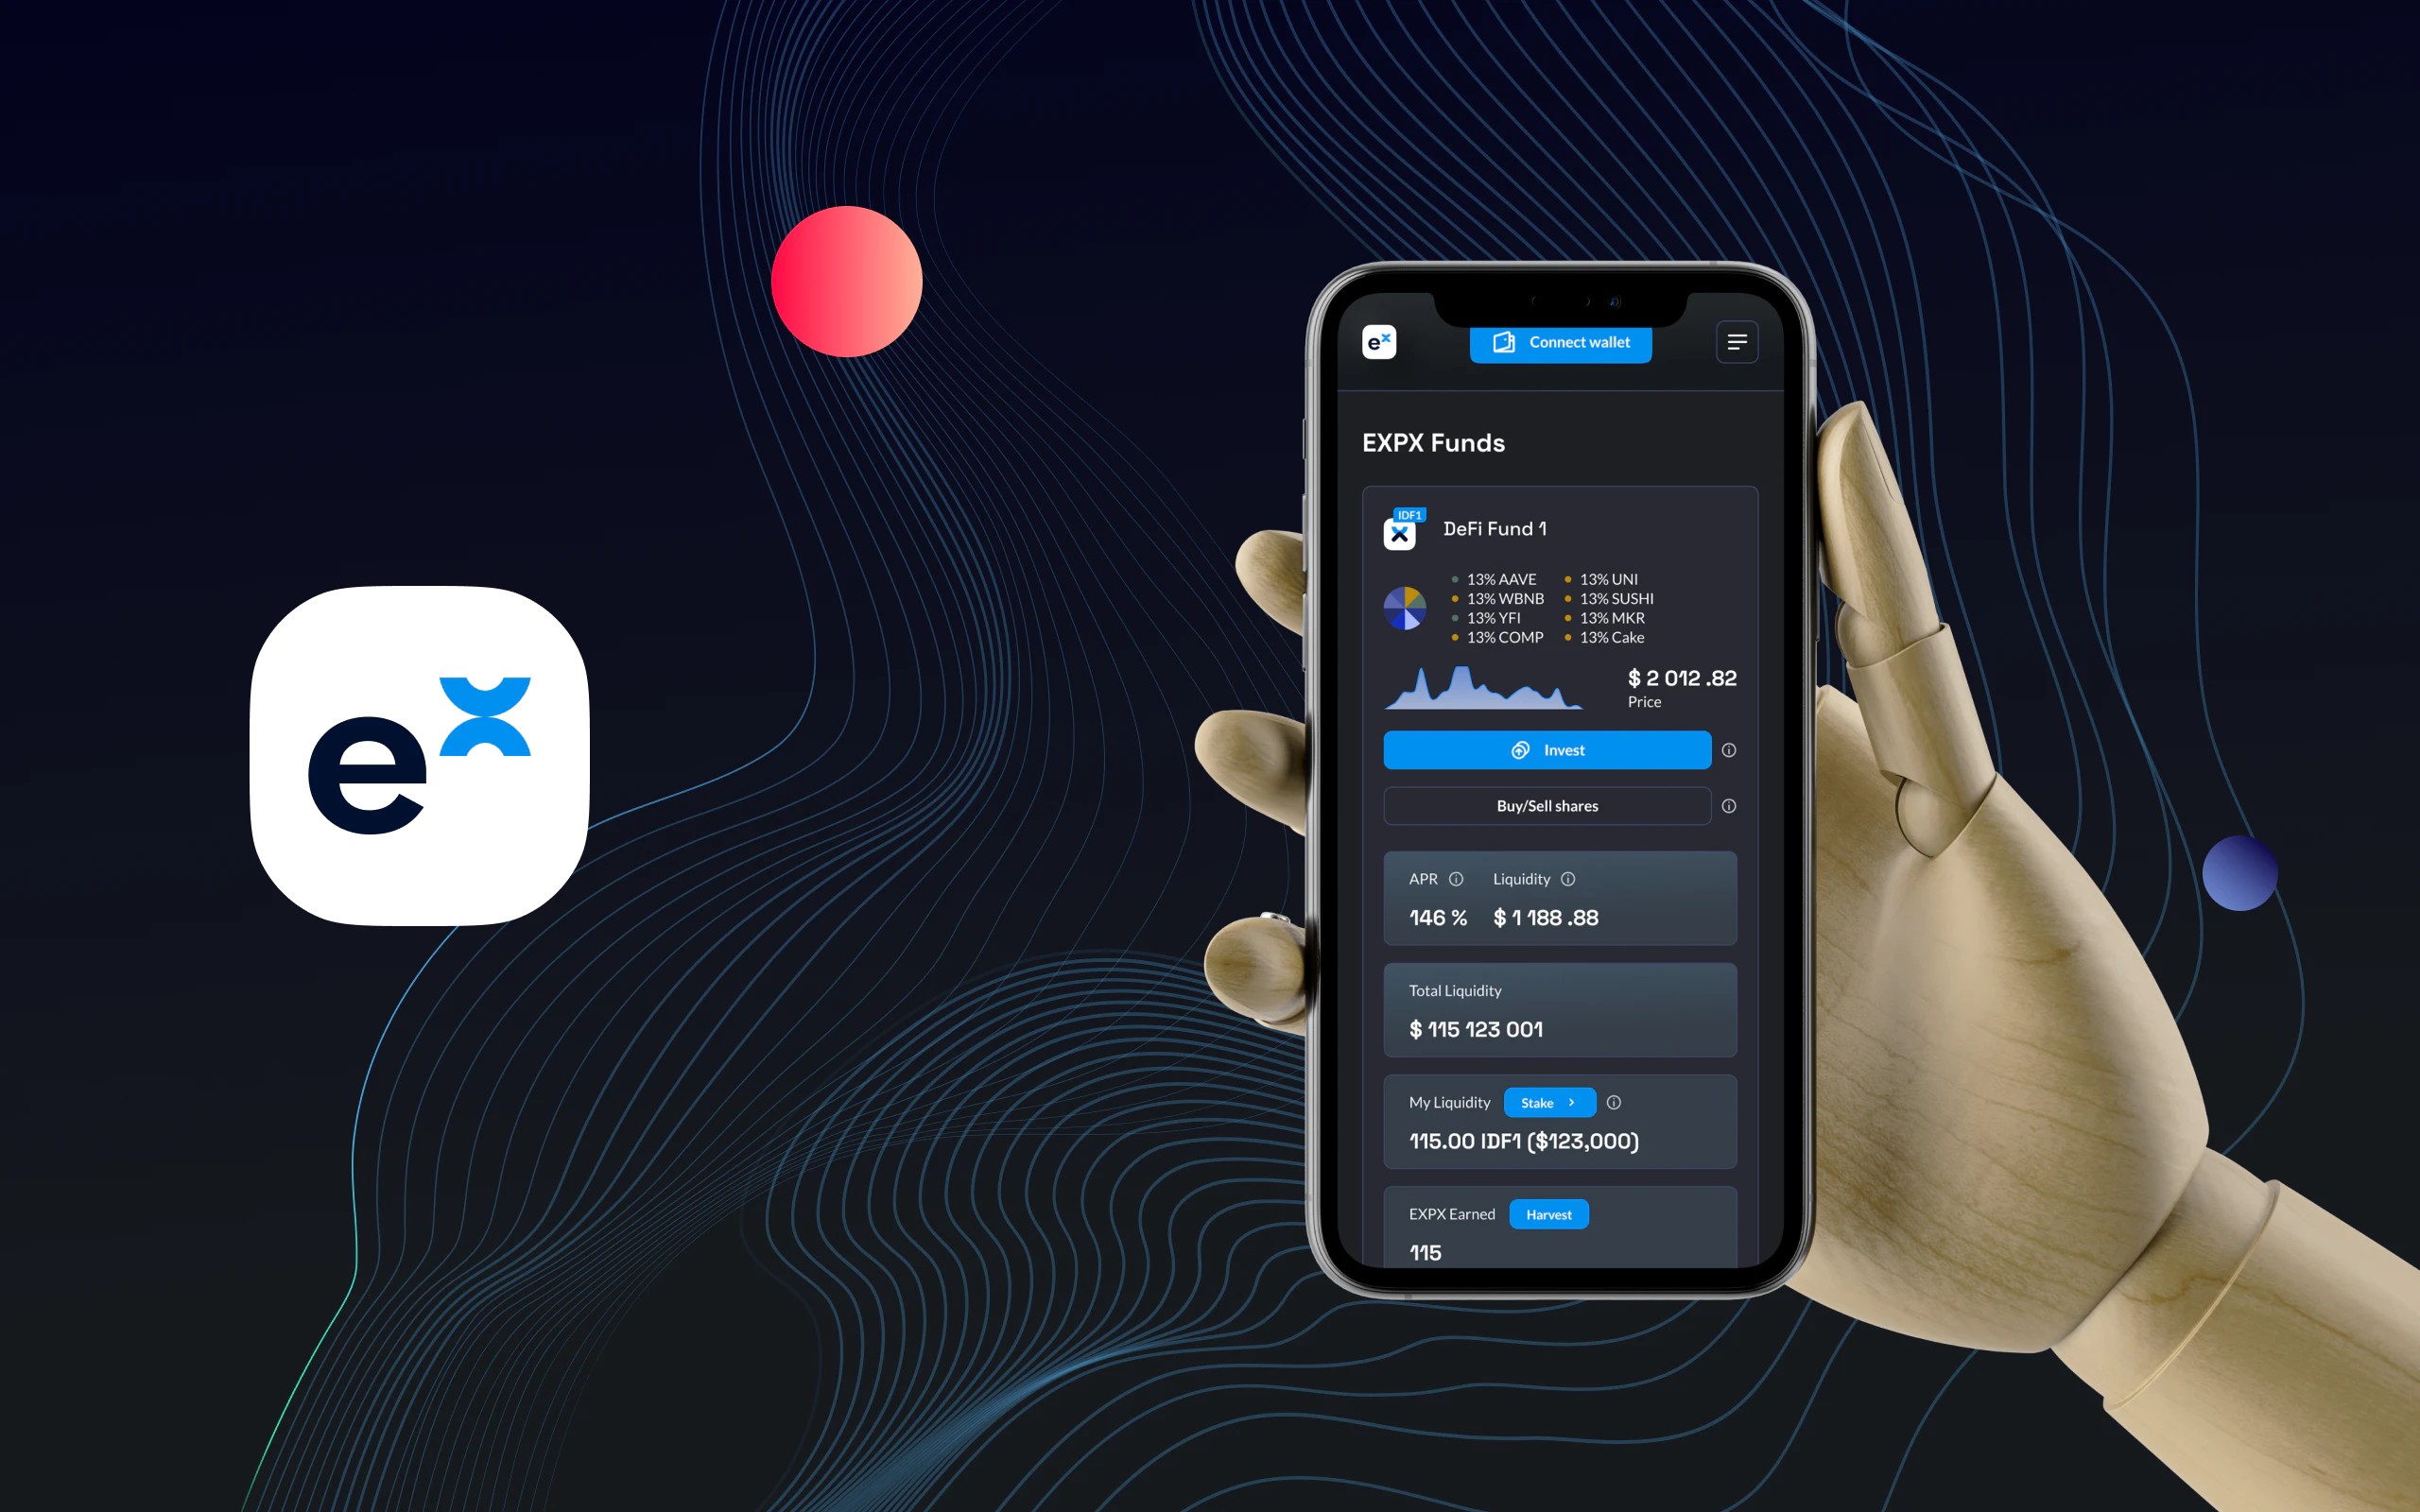 ex
ex
Connect wallet
EXPX Funds
IDF1
DeFi Fund 1
13% AAVE
13% UNI
13% WBNB
13% SUSHI
13% YFI
13% MKR
13% COMP
13% Cake
$ 2 012 .82
Price
Invest
Buy/Sell shares
APR
Liquidity
146 %
$ 1 188 .88
Total Liquidity
$ 115 123 001
My Liquidity
Stake
115.00 IDF1 ($123,000)
EXPX Earned
Harvest
115